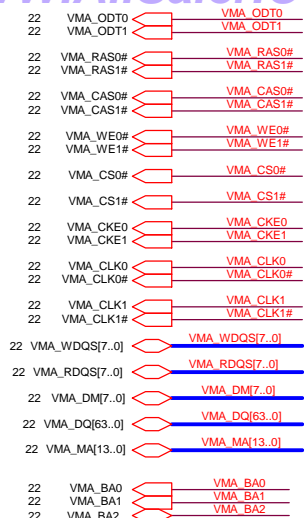 22 VMA_ODT0 VMA_ODT0
22 VMA_ODT1 VMA_ODT1
22 VMA_RAS0# VMA_RAS0#
22 VMA_RAS1# VMA_RAS1#
22 VMA_CAS0# VMA_CAS0#
22 VMA_CAS1# VMA_CAS1#
22 VMA_WE0# VMA_WE0#
22 VMA_WE1# VMA_WE1#
22 VMA_CS0# VMA_CS0#
22 VMA_CS1# VMA_CS1#
22 VMA_CKE0 VMA_CKE0
22 VMA_CKE1 VMA_CKE1
22 VMA_CLK0 VMA_CLK0
22 VMA_CLK0# VMA_CLK0#
22 VMA_CLK1 VMA_CLK1
22 VMA_CLK1# VMA_CLK1#
22 VMA_WDQS[7..0] VMA_WDQS[7..0]
22 VMA_RDQS[7..0] VMA_RDQS[7..0]
22 VMA_DM[7..0] VMA_DM[7..0]
22 VMA_DQ[63..0] VMA_DQ[63..0]
22 VMA_MA[13..0] VMA_MA[13..0]
22 VMA_BA0 VMA_BA0
22 VMA_BA1 VMA_BA1
22 VMA_BA2 VMA_BA2